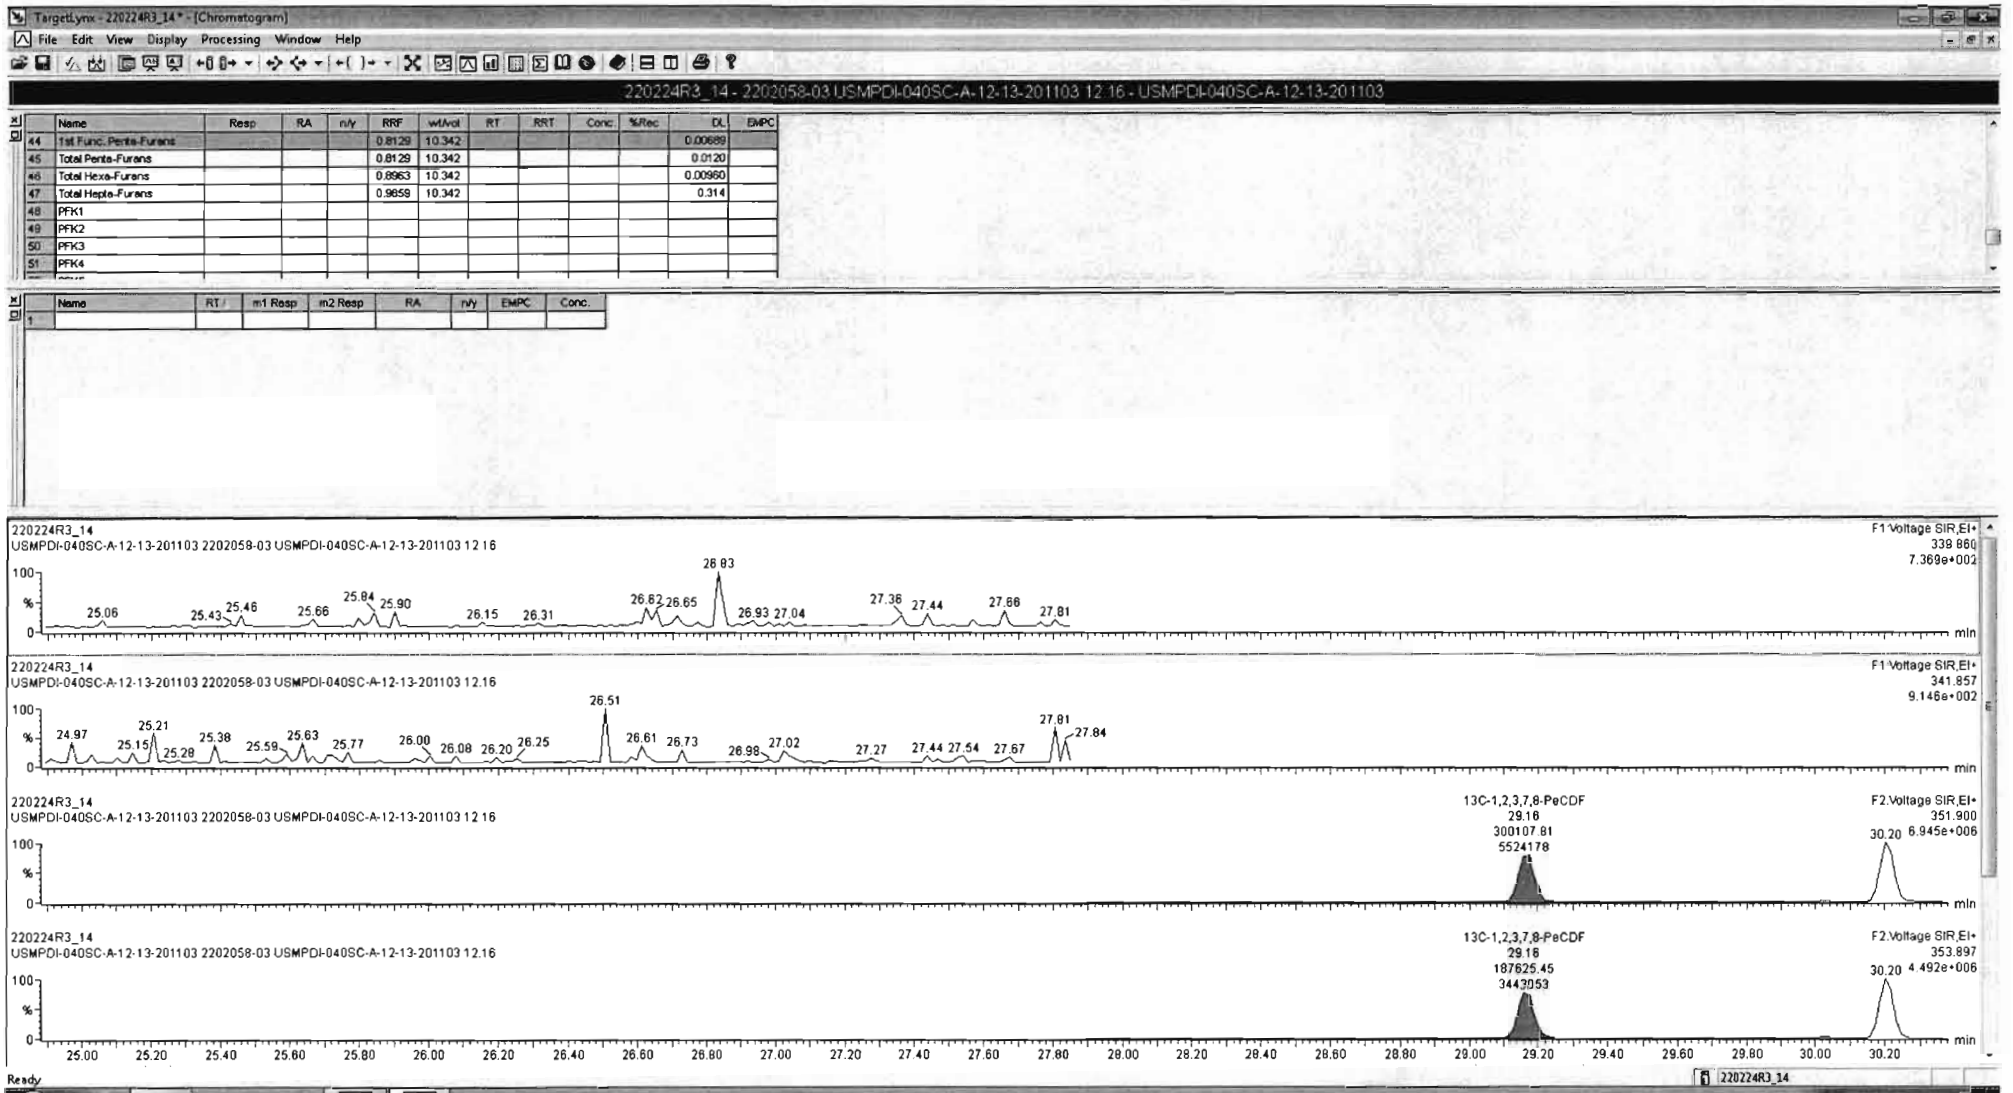 TargetLynx - 220224R3_14 * - [Chromatogram]
File Edit View Display Processing Window Help
220224R3_14 - 2202058-03 USMPDI-040SC-A-12-13-201103 12.16 - USMPDI-040SC-A-12-13-201103
Name Resp RA n/y RRF wt/vol RT RRT Conc. %Rec DL EMPC
44 1st Func. Penta-Furans 0.8129 10.342 0.00689
45 Total Penta-Furans 0.8129 10.342 0.0120
46 Total Hexa-Furans 0.8963 10.342 0.00960
47 Total Hepta-Furans 0.9859 10.342 0.314
48 PFK1
49 PFK2
50 PFK3
51 PFK4
Name RT m1 Resp m2 Resp RA n/y EMPC Conc.
1
220224R3_14 F1:Voltage SIR,EI+
USMPDI-040SC-A-12-13-201103 2202058-03 USMPDI-040SC-A-12-13-201103 12.16 339.860
7.369e+002
100 % 0
25.06 25.43 25.46 25.66 25.84 25.90 26.15 26.31 26.62 26.65 26.83 26.93 27.04 27.36 27.44 27.66 27.81
min
220224R3_14 F1:Voltage SIR,EI+
USMPDI-040SC-A-12-13-201103 2202058-03 USMPDI-040SC-A-12-13-201103 12.16 341.857
9.146e+002
100 % 0
24.97 25.15 25.21 25.28 25.38 25.59 25.63 25.77 26.00 26.08 26.20 26.25 26.51 26.61 26.73 26.98 27.02 27.27 27.44 27.54 27.67 27.81 27.84
min
220224R3_14 13C-1,2,3,7,8-PeCDF F2:Voltage SIR,EI+
USMPDI-040SC-A-12-13-201103 2202058-03 USMPDI-040SC-A-12-13-201103 12.16 29.16 351.900
300107.81 30.20 6.945e+006
100 5524178
%
0 min
220224R3_14 13C-1,2,3,7,8-PeCDF F2:Voltage SIR,EI+
USMPDI-040SC-A-12-13-201103 2202058-03 USMPDI-040SC-A-12-13-201103 12.16 29.16 353.897
187625.45 30.20 4.492e+006
100 3443053
%
0 min
25.00 25.20 25.40 25.60 25.80 26.00 26.20 26.40 26.60 26.80 27.00 27.20 27.40 27.60 27.80 28.00 28.20 28.40 28.60 28.80 29.00 29.20 29.40 29.60 29.80 30.00 30.20
Ready 220224R3_14